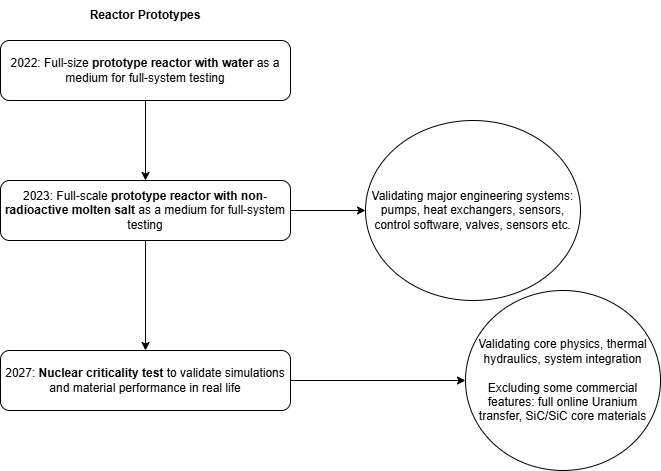 Reactor Prototypes
2022: Full-size prototype reactor with water as a
medium for full-system testing
2023: Full-scale prototype reactor with non-
radioactive molten salt as a medium for full-system
testing
Validating major engineering systems:
pumps, heat exchangers, sensors,
control software, valves, sensors etc.
2027: Nuclear criticality test to validate simulations
and material performance in real life
Validating core physics, thermal
hydraulics, system integration
Excluding some commercial
features: full online Uranium
transfer, SiC/SiC core materials